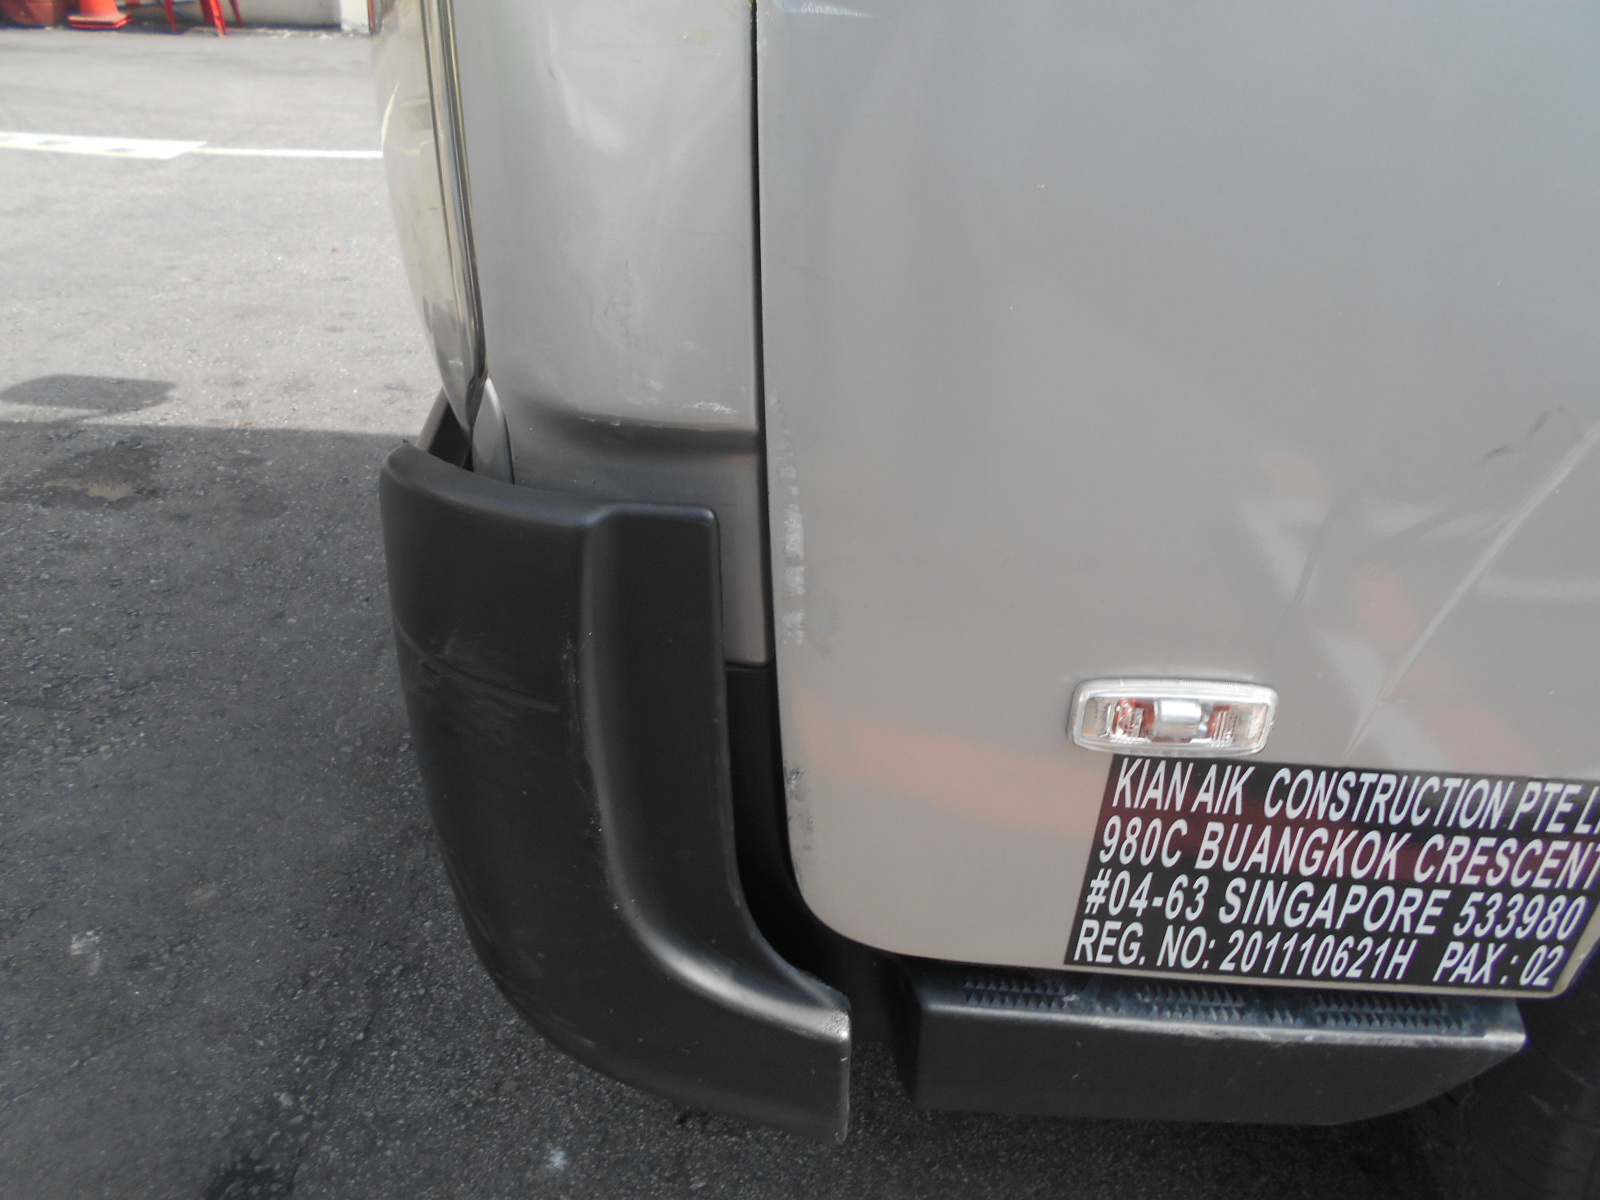 KIAN AIK CONSTRUCTION PTE
980C BUANGKOK CRESCENT
#04-63 SINGAPORE 533980
REG. NO: 201110621H PAX : 02